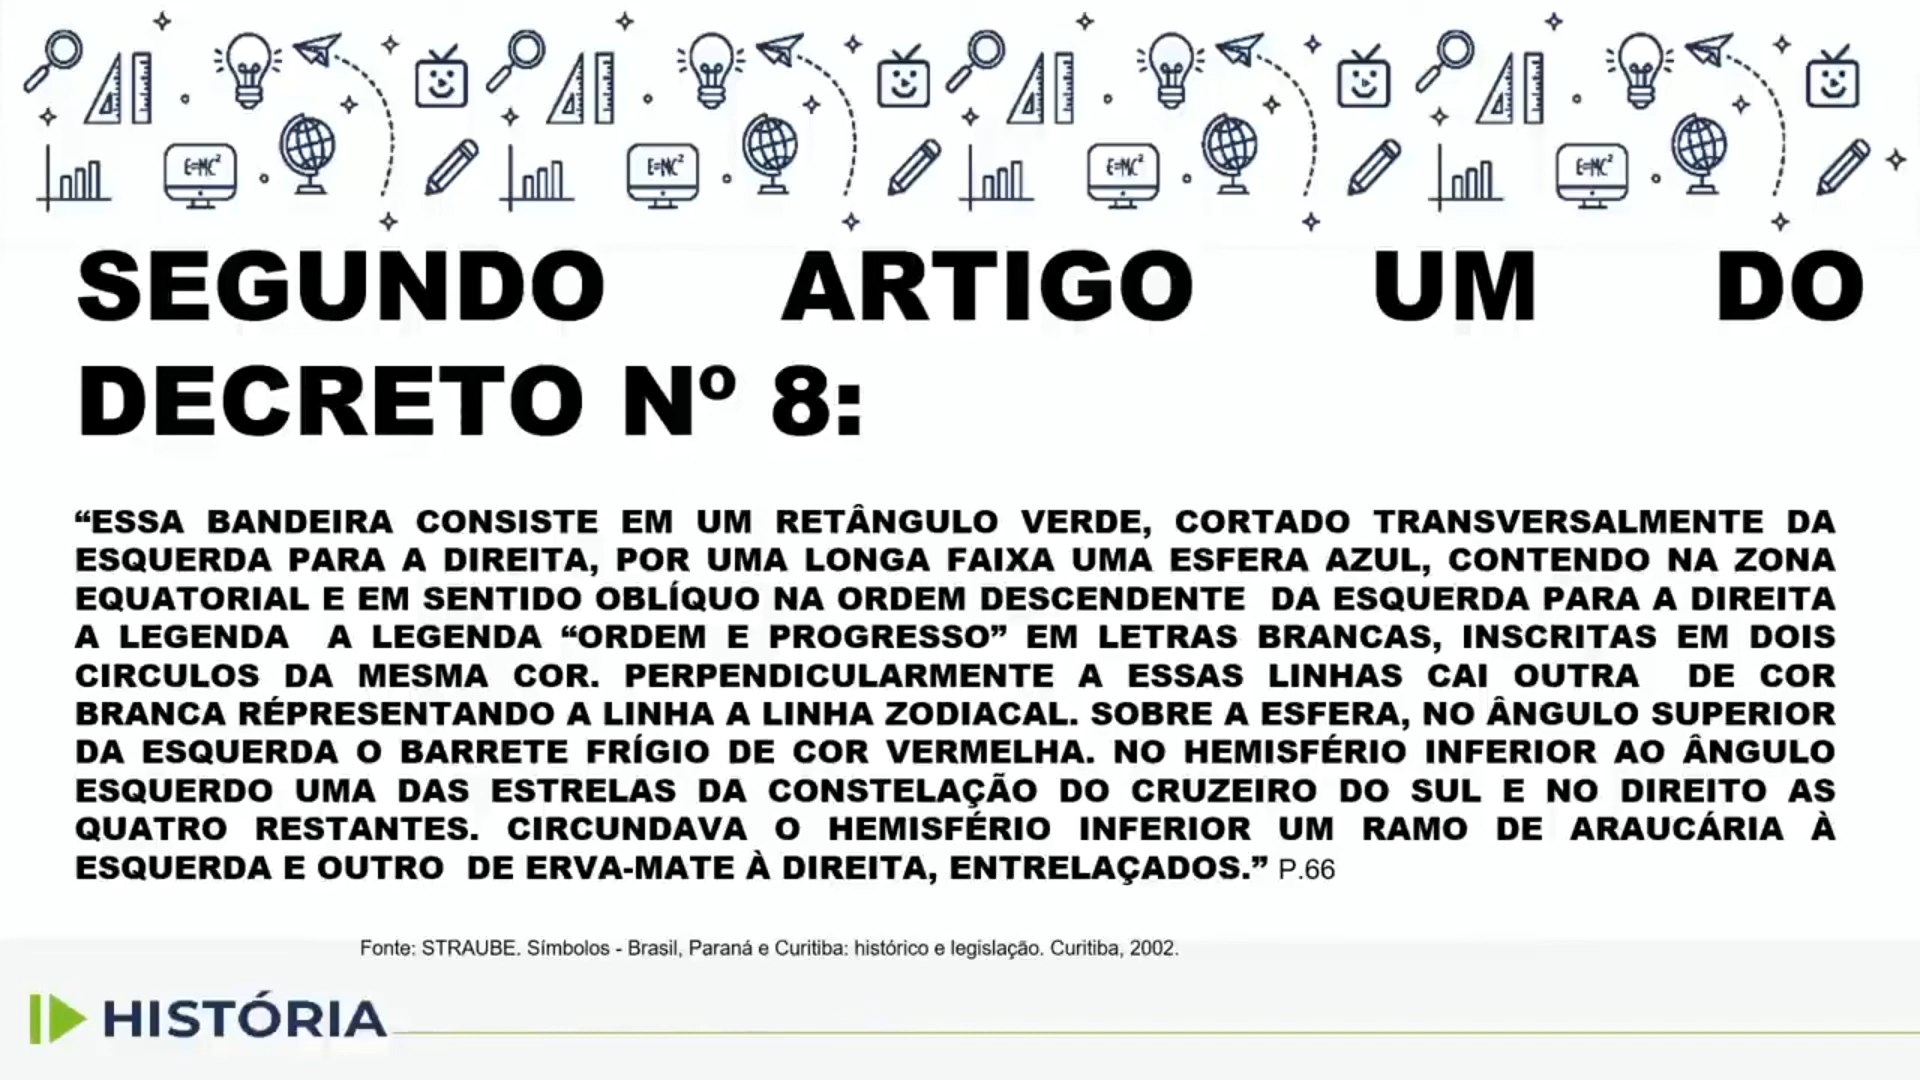 E=MC²
E=MC²
E=MC²
E=MC²
SEGUNDO ARTIGO UM DO
DECRETO Nº 8:
“ESSA BANDEIRA CONSISTE EM UM RETÂNGULO VERDE, CORTADO TRANSVERSALMENTE DA
ESQUERDA PARA A DIREITA, POR UMA LONGA FAIXA UMA ESFERA AZUL, CONTENDO NA ZONA
EQUATORIAL E EM SENTIDO OBLÍQUO NA ORDEM DESCENDENTE DA ESQUERDA PARA A DIREITA
A LEGENDA A LEGENDA “ORDEM E PROGRESSO” EM LETRAS BRANCAS, INSCRITAS EM DOIS
CIRCULOS DA MESMA COR. PERPENDICULARMENTE A ESSAS LINHAS CAI OUTRA DE COR
BRANCA RÉPRESENTANDO A LINHA A LINHA ZODIACAL. SOBRE A ESFERA, NO ÂNGULO SUPERIOR
DA ESQUERDA O BARRETE FRÍGIO DE COR VERMELHA. NO HEMISFÉRIO INFERIOR AO ÂNGULO
ESQUERDO UMA DAS ESTRELAS DA CONSTELAÇÃO DO CRUZEIRO DO SUL E NO DIREITO AS
QUATRO RESTANTES. CIRCUNDAVA O HEMISFÉRIO INFERIOR UM RAMO DE ARAUCÁRIA À
ESQUERDA E OUTRO DE ERVA-MATE À DIREITA, ENTRELAÇADOS.” P.66
Fonte: STRAUBE. Símbolos - Brasil, Paraná e Curitiba: histórico e legislação. Curitiba, 2002.
HISTÓRIA